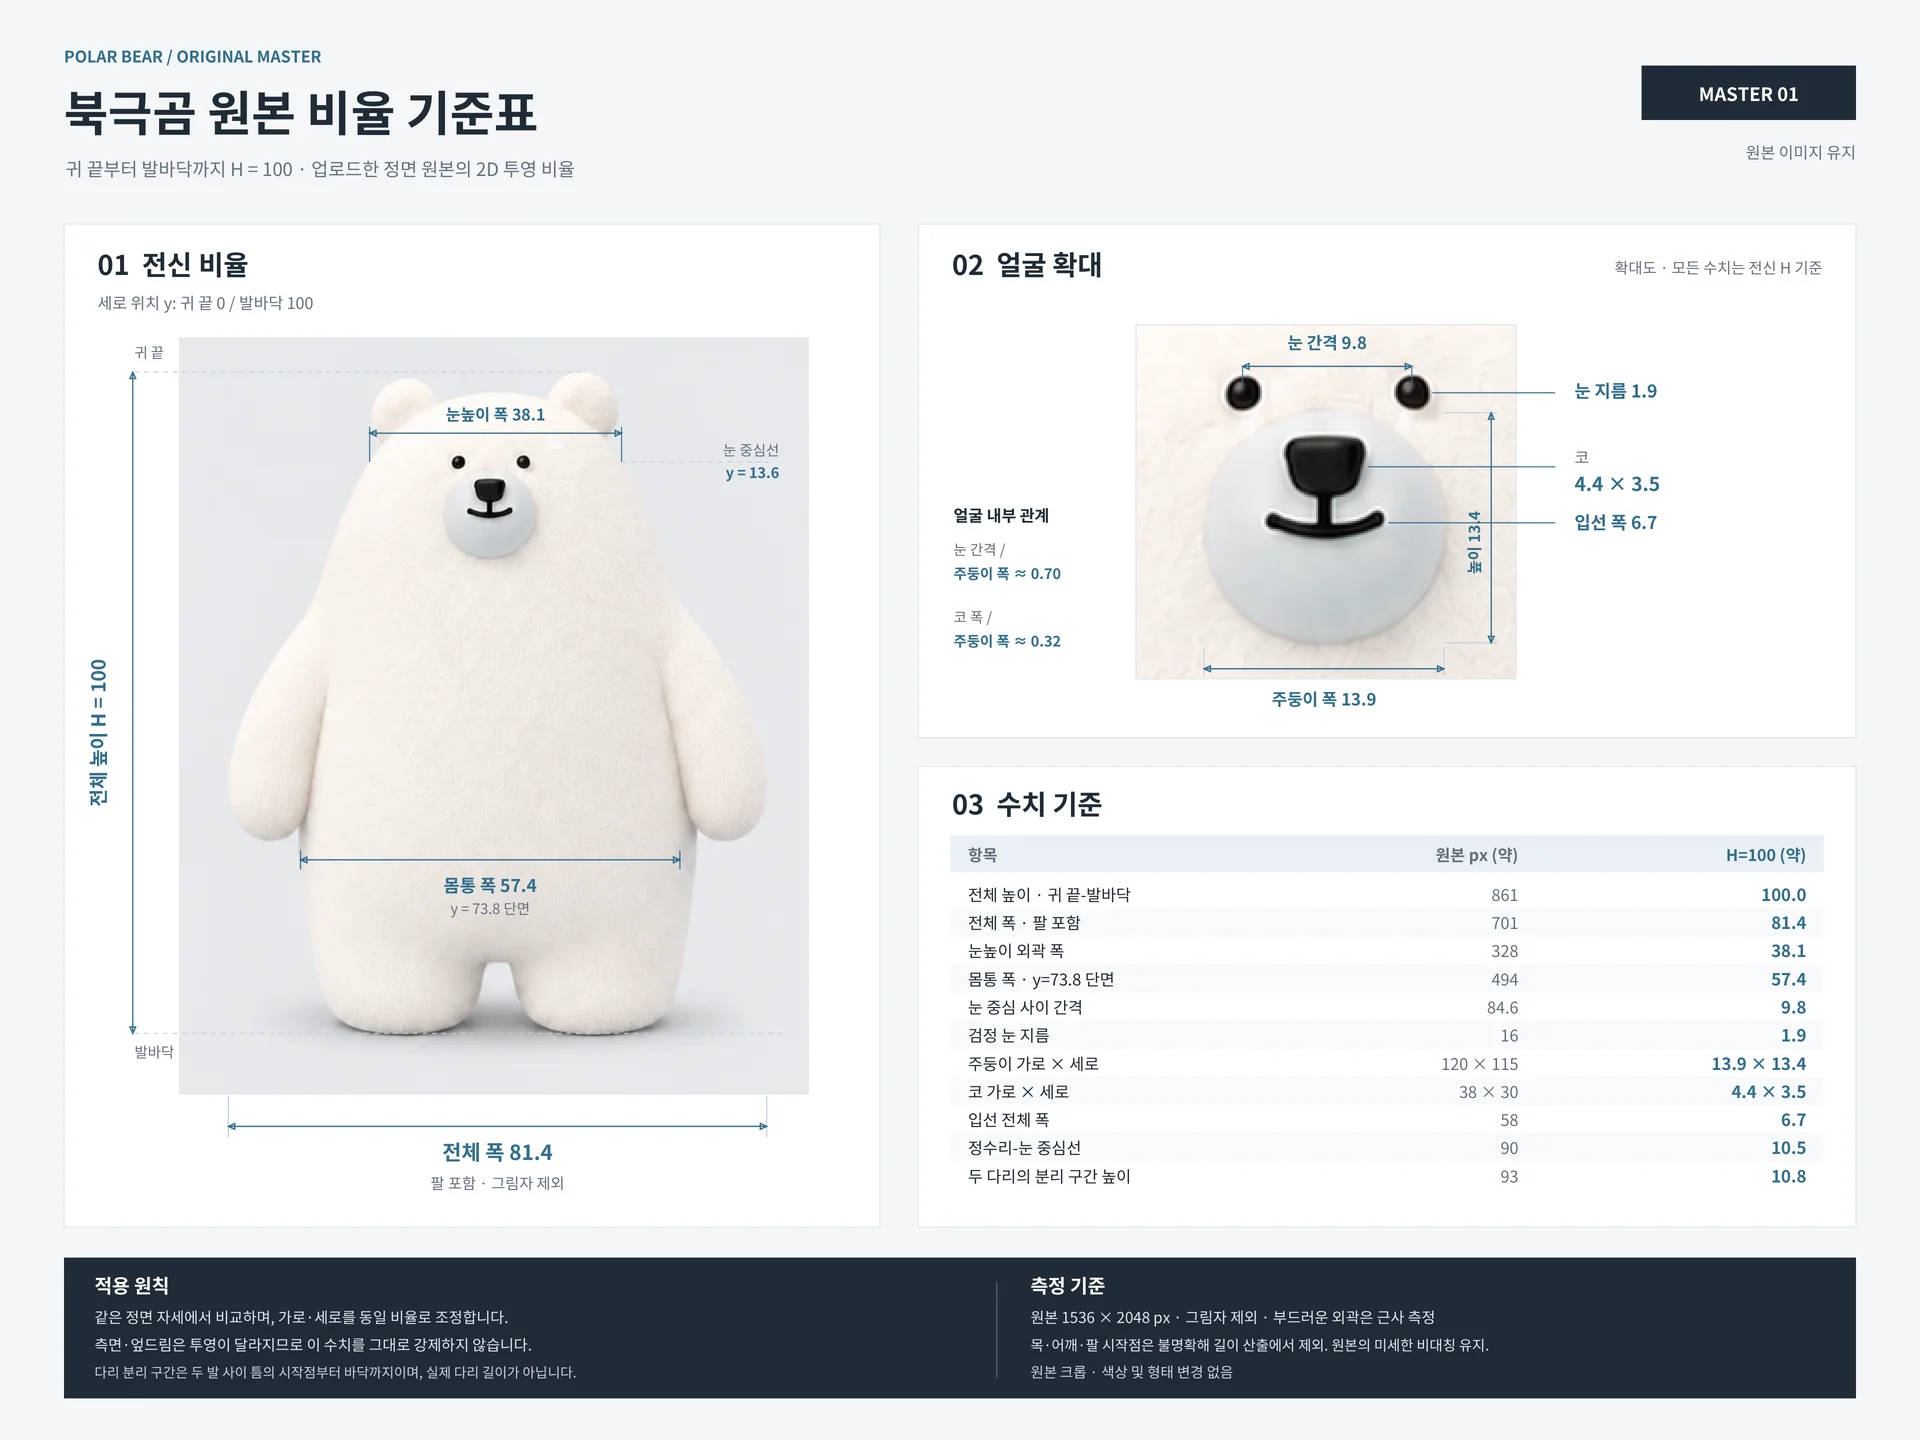 POLAR BEAR / ORIGINAL MASTER
북극곰 원본 비율 기준표
귀 끝부터 발바닥까지 H = 100 · 업로드한 정면 원본의 2D 투영 비율
MASTER 01
원본 이미지 유지
01 전신 비율
세로 위치 y: 귀 끝 0 / 발바닥 100
귀 끝
눈높이 폭 38.1
눈 중심선
y = 13.6
전체 높이 H = 100
몸통 폭 57.4
y = 73.8 단면
발바닥
전체 폭 81.4
팔 포함 · 그림자 제외
02 얼굴 확대
확대도 · 모든 수치는 전신 H 기준
눈 간격 9.8
눈 지름 1.9
코
4.4 × 3.5
입선 폭 6.7
높이 13.4
주둥이 폭 13.9
얼굴 내부 관계
눈 간격 /
주둥이 폭 ≈ 0.70
코 폭 /
주둥이 폭 ≈ 0.32
03 수치 기준
항목 원본 px (약) H=100 (약)
전체 높이 · 귀 끝-발바닥 861 100.0
전체 폭 · 팔 포함 701 81.4
눈높이 외곽 폭 328 38.1
몸통 폭 · y=73.8 단면 494 57.4
눈 중심 사이 간격 84.6 9.8
검정 눈 지름 16 1.9
주둥이 가로 × 세로 120 × 115 13.9 × 13.4
코 가로 × 세로 38 × 30 4.4 × 3.5
입선 전체 폭 58 6.7
정수리-눈 중심선 90 10.5
두 다리의 분리 구간 높이 93 10.8
적용 원칙
같은 정면 자세에서 비교하며, 가로·세로를 동일 비율로 조정합니다.
측면·엎드림은 투영이 달라지므로 이 수치를 그대로 강제하지 않습니다.
다리 분리 구간은 두 발 사이 틈의 시작점부터 바닥까지이며, 실제 다리 길이가 아닙니다.
측정 기준
원본 1536 × 2048 px · 그림자 제외 · 부드러운 외곽은 근사 측정
목·어깨·팔 시작점은 불명확해 길이 산출에서 제외. 원본의 미세한 비대칭 유지.
원본 크롭 · 색상 및 형태 변경 없음